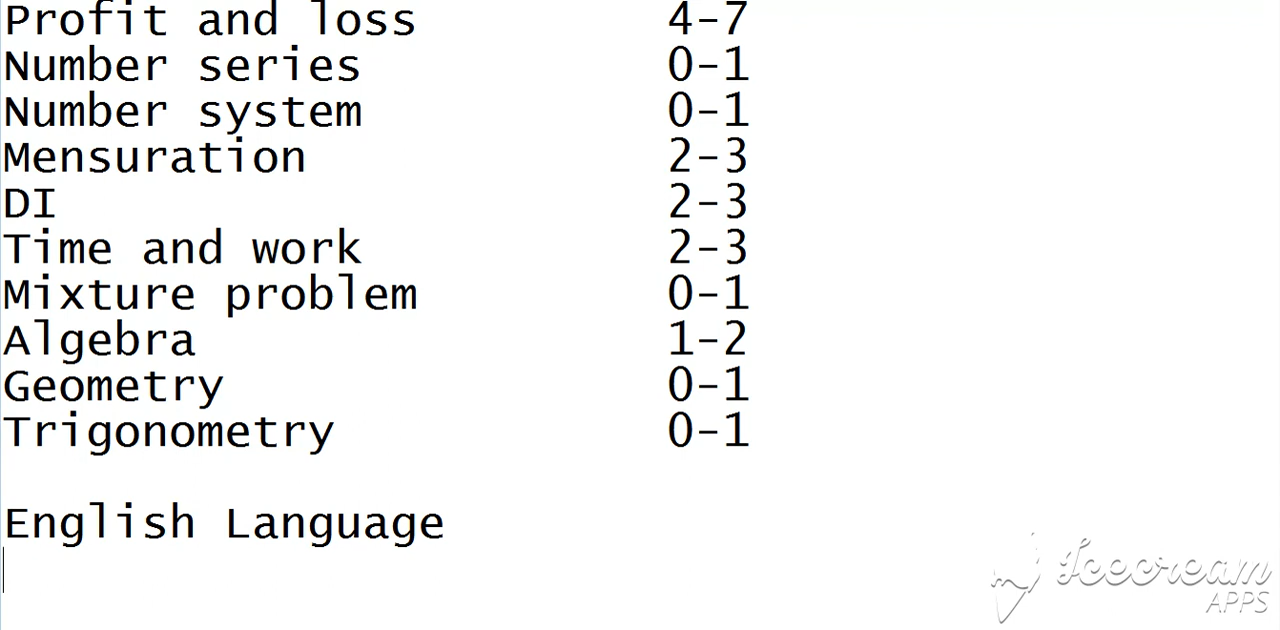 Profit and loss 4-7
Number series 0-1
Number system 0-1
Mensuration 2-3
DI 2-3
Time and work 2-3
Mixture problem 0-1
Algebra 1-2
Geometry 0-1
Trigonometry 0-1
English Language
Icecream
APPS